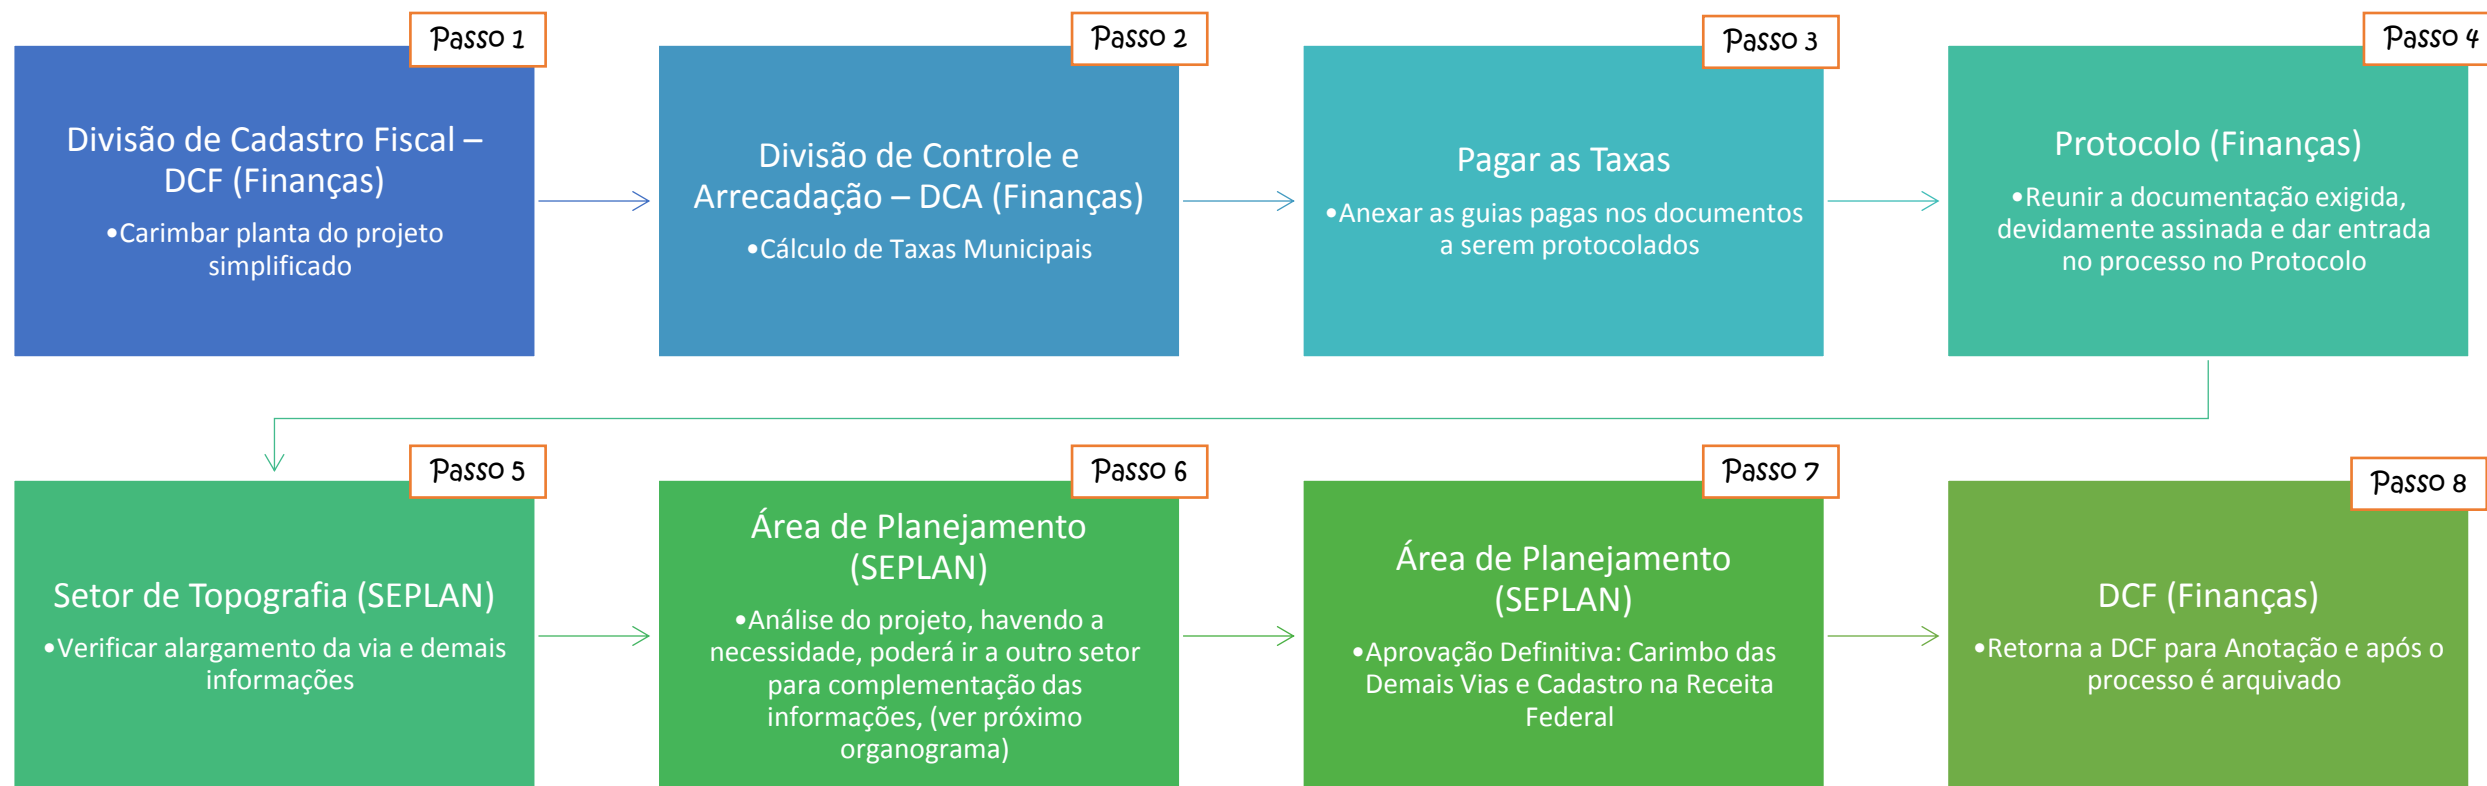 Passo 1
Divisão de Cadastro Fiscal –
DCF (Finanças)
•Carimbar planta do projeto
simplificado
Passo 2
Divisão de Controle e
Arrecadação – DCA (Finanças)
•Cálculo de Taxas Municipais
Passo 3
Pagar as Taxas
•Anexar as guias pagas nos documentos
a serem protocolados
Passo 4
Protocolo (Finanças)
•Reunir a documentação exigida,
devidamente assinada e dar entrada
no processo no Protocolo
Passo 5
Setor de Topografia (SEPLAN)
•Verificar alargamento da via e demais
informações
Passo 6
Área de Planejamento
(SEPLAN)
•Análise do projeto, havendo a
necessidade, poderá ir a outro setor
para complementação das
informações, (ver próximo
organograma)
Passo 7
Área de Planejamento
(SEPLAN)
•Aprovação Definitiva: Carimbo das
Demais Vias e Cadastro na Receita
Federal
Passo 8
DCF (Finanças)
•Retorna a DCF para Anotação e após o
processo é arquivado